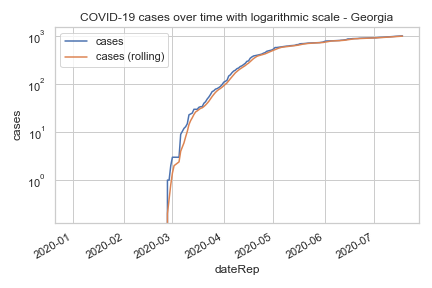 COVID-19 cases over time with logarithmic scale - Georgia
cases
cases (rolling)
10³
10²
10¹
10⁰
cases
2020-01
2020-02
2020-03
2020-04
2020-05
2020-06
2020-07
dateRep